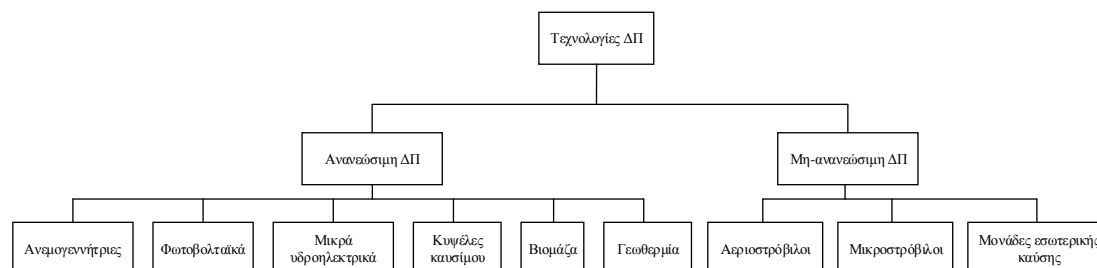 Τεχνολογίες ΔΠ
Ανανεώσιμη ΔΠ
Μη-ανανεώσιμη ΔΠ
Ανεμογεννήτριες
Φωτοβολταϊκά
Μικρά
υδροηλεκτρικά
Κυψέλες
καυσίμου
Βιομάζα
Γεωθερμία
Αεριοστρόβιλοι
Μικροστρόβιλοι
Μονάδες εσωτερικής
καύσης